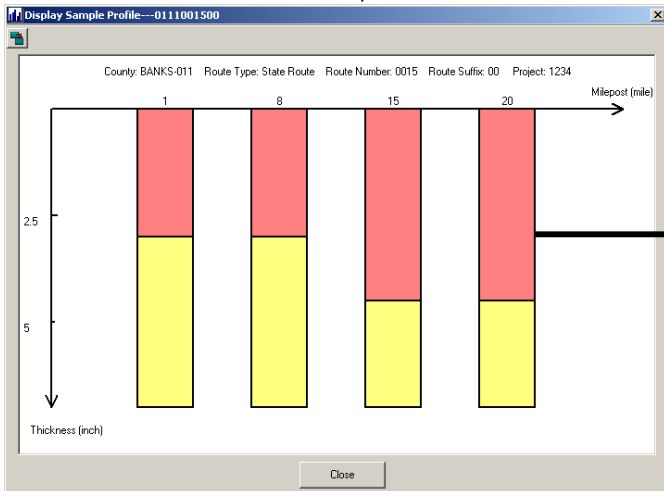 Display Sample Profile---0111001500
County: BANKS-011 Route Type: State Route Route Number: 0015 Route Suffix: 00 Project: 1234
Milepost (mile)
1 8 15 20
2.5
5
Thickness (inch)
Close